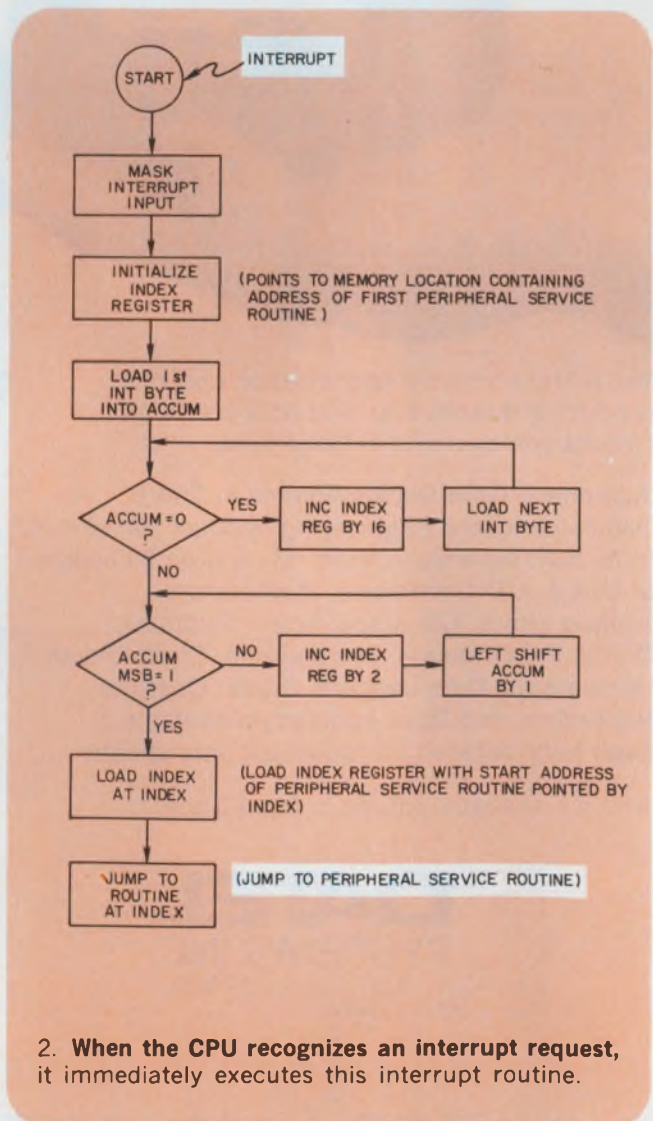 INTERRUPT
START
MASK
INTERRUPT
INPUT
INITIALIZE
INDEX
REGISTER
(POINTS TO MEMORY LOCATION CONTAINING
ADDRESS OF FIRST PERIPHERAL SERVICE
ROUTINE)
LOAD 1st
INT BYTE
INTO ACCUM
ACCUM=0
?
YES
INC INDEX
REG BY 16
LOAD NEXT
INT BYTE
NO
ACCUM
MSB=1
?
NO
INC INDEX
REG BY 2
LEFT SHIFT
ACCUM
BY 1
YES
LOAD INDEX
AT INDEX
(LOAD INDEX REGISTER WITH START ADDRESS
OF PERIPHERAL SERVICE ROUTINE POINTED BY
INDEX)
JUMP TO
ROUTINE
AT INDEX
(JUMP TO PERIPHERAL SERVICE ROUTINE)
2. When the CPU recognizes an interrupt request,
it immediately executes this interrupt routine.